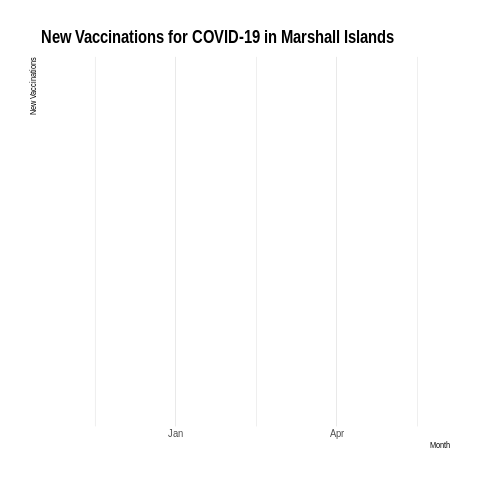 New Vaccinations for COVID-19 in Marshall Islands
New Vaccinations
Jan Apr
Month